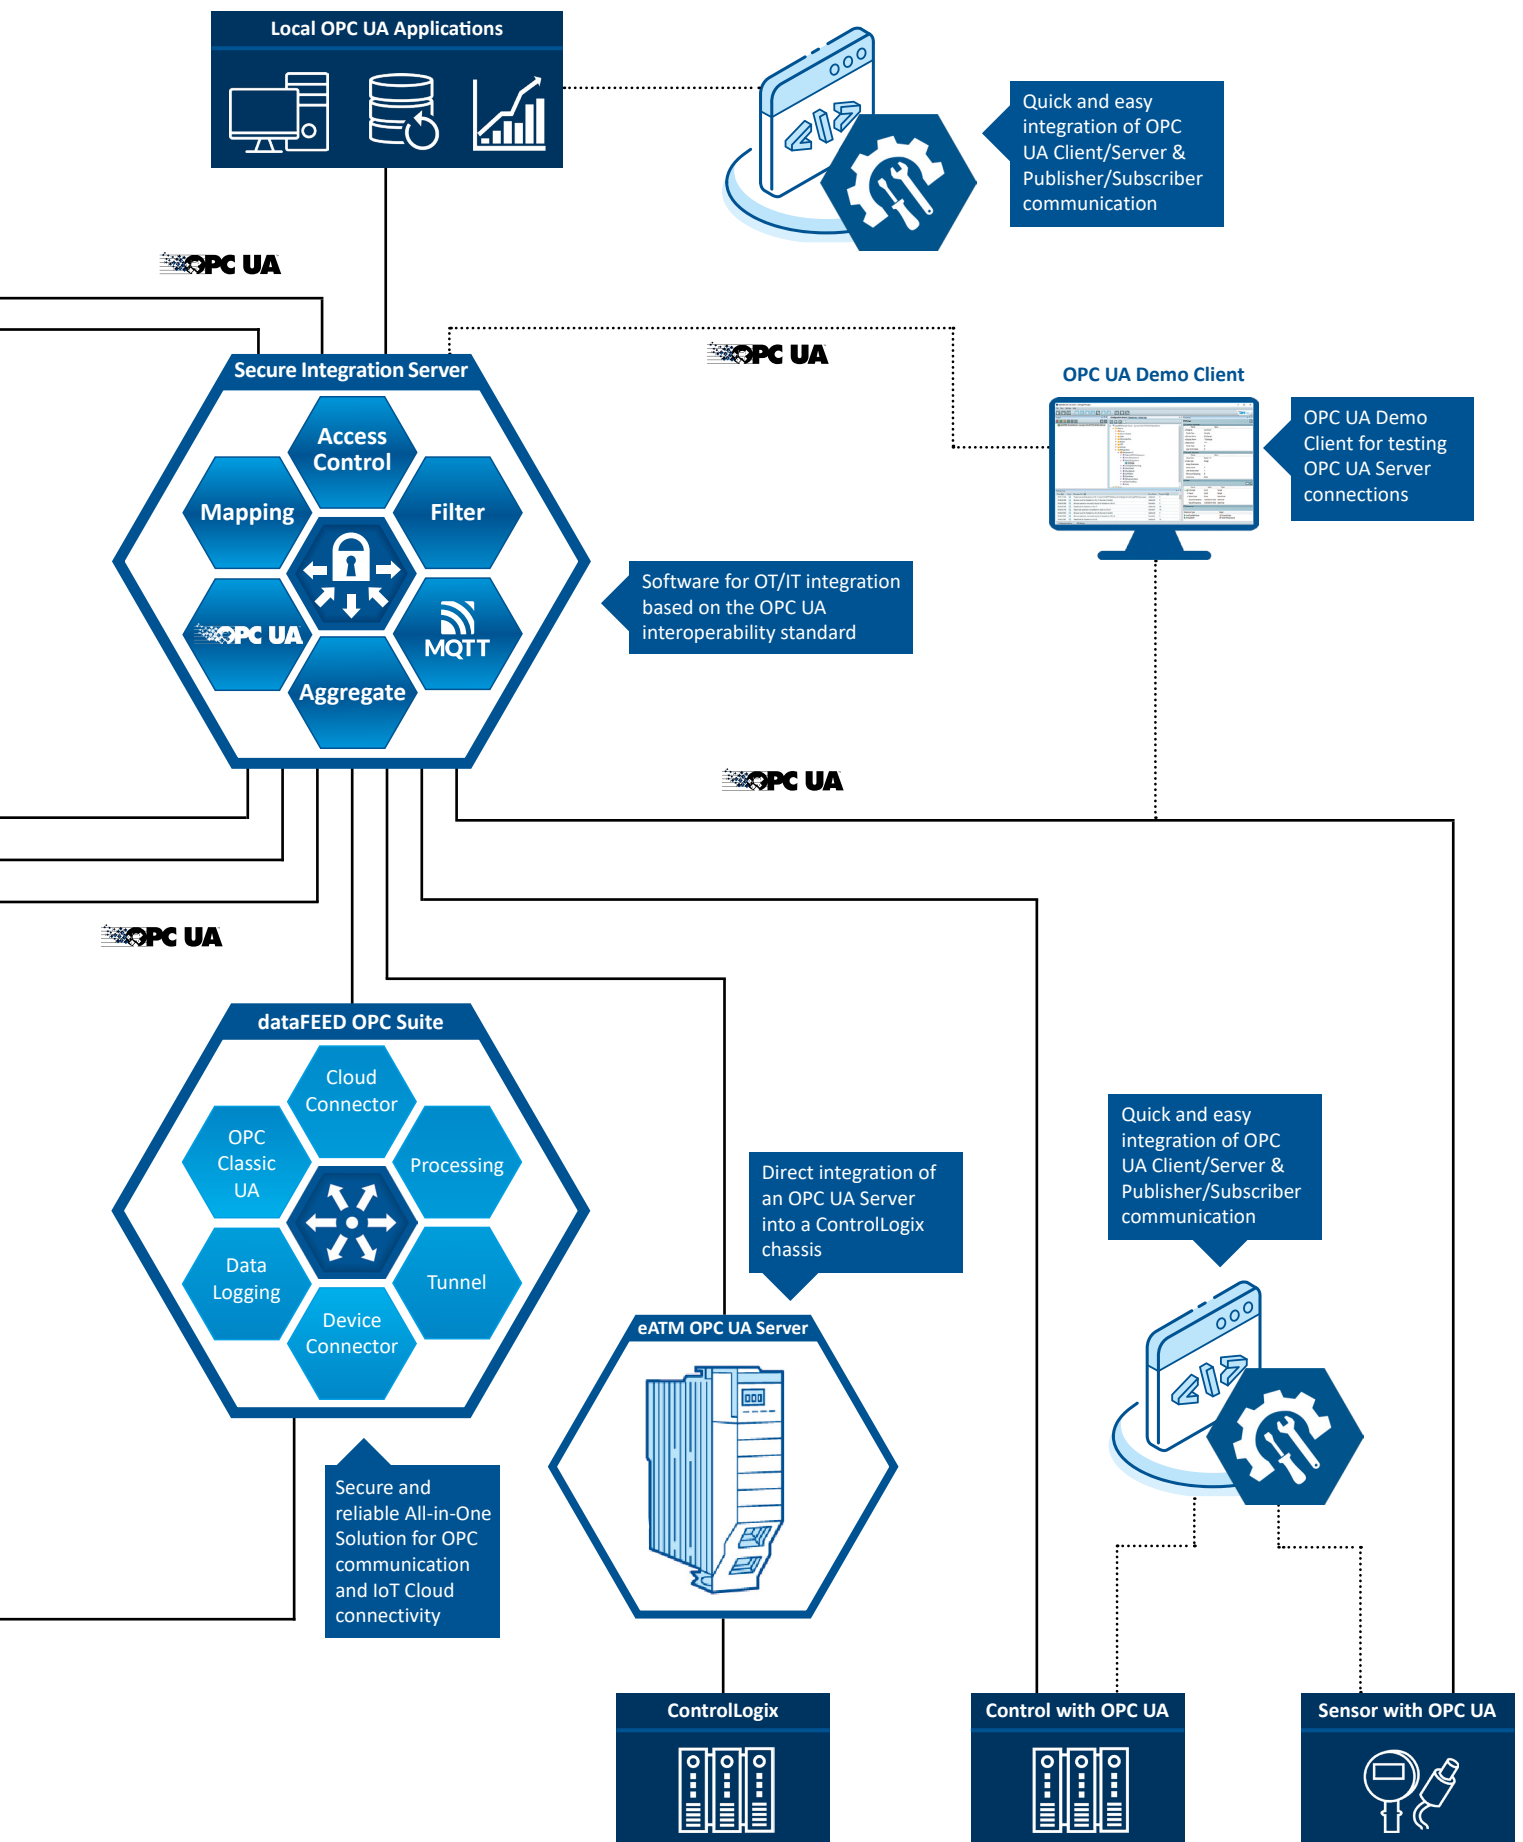 Local OPC UA Applications
Quick and easy
integration of OPC
UA Client/Server &
Publisher/Subscriber
communication
OPC UA
OPC UA
Secure Integration Server
Access
Control
Mapping
Filter
OPC UA
MQTT
Aggregate
OPC UA Demo Client
OPC UA Demo
Client for testing
OPC UA Server
connections
Software for OT/IT integration
based on the OPC UA
interoperability standard
OPC UA
OPC UA
dataFEED OPC Suite
Cloud
Connector
OPC
Classic
UA
Processing
Data
Logging
Tunnel
Device
Connector
Secure and
reliable All-in-One
Solution for OPC
communication
and IoT Cloud
connectivity
Direct integration of
an OPC UA Server
into a ControlLogix
chassis
eATM OPC UA Server
Quick and easy
integration of OPC
UA Client/Server &
Publisher/Subscriber
communication
ControlLogix
Control with OPC UA
Sensor with OPC UA